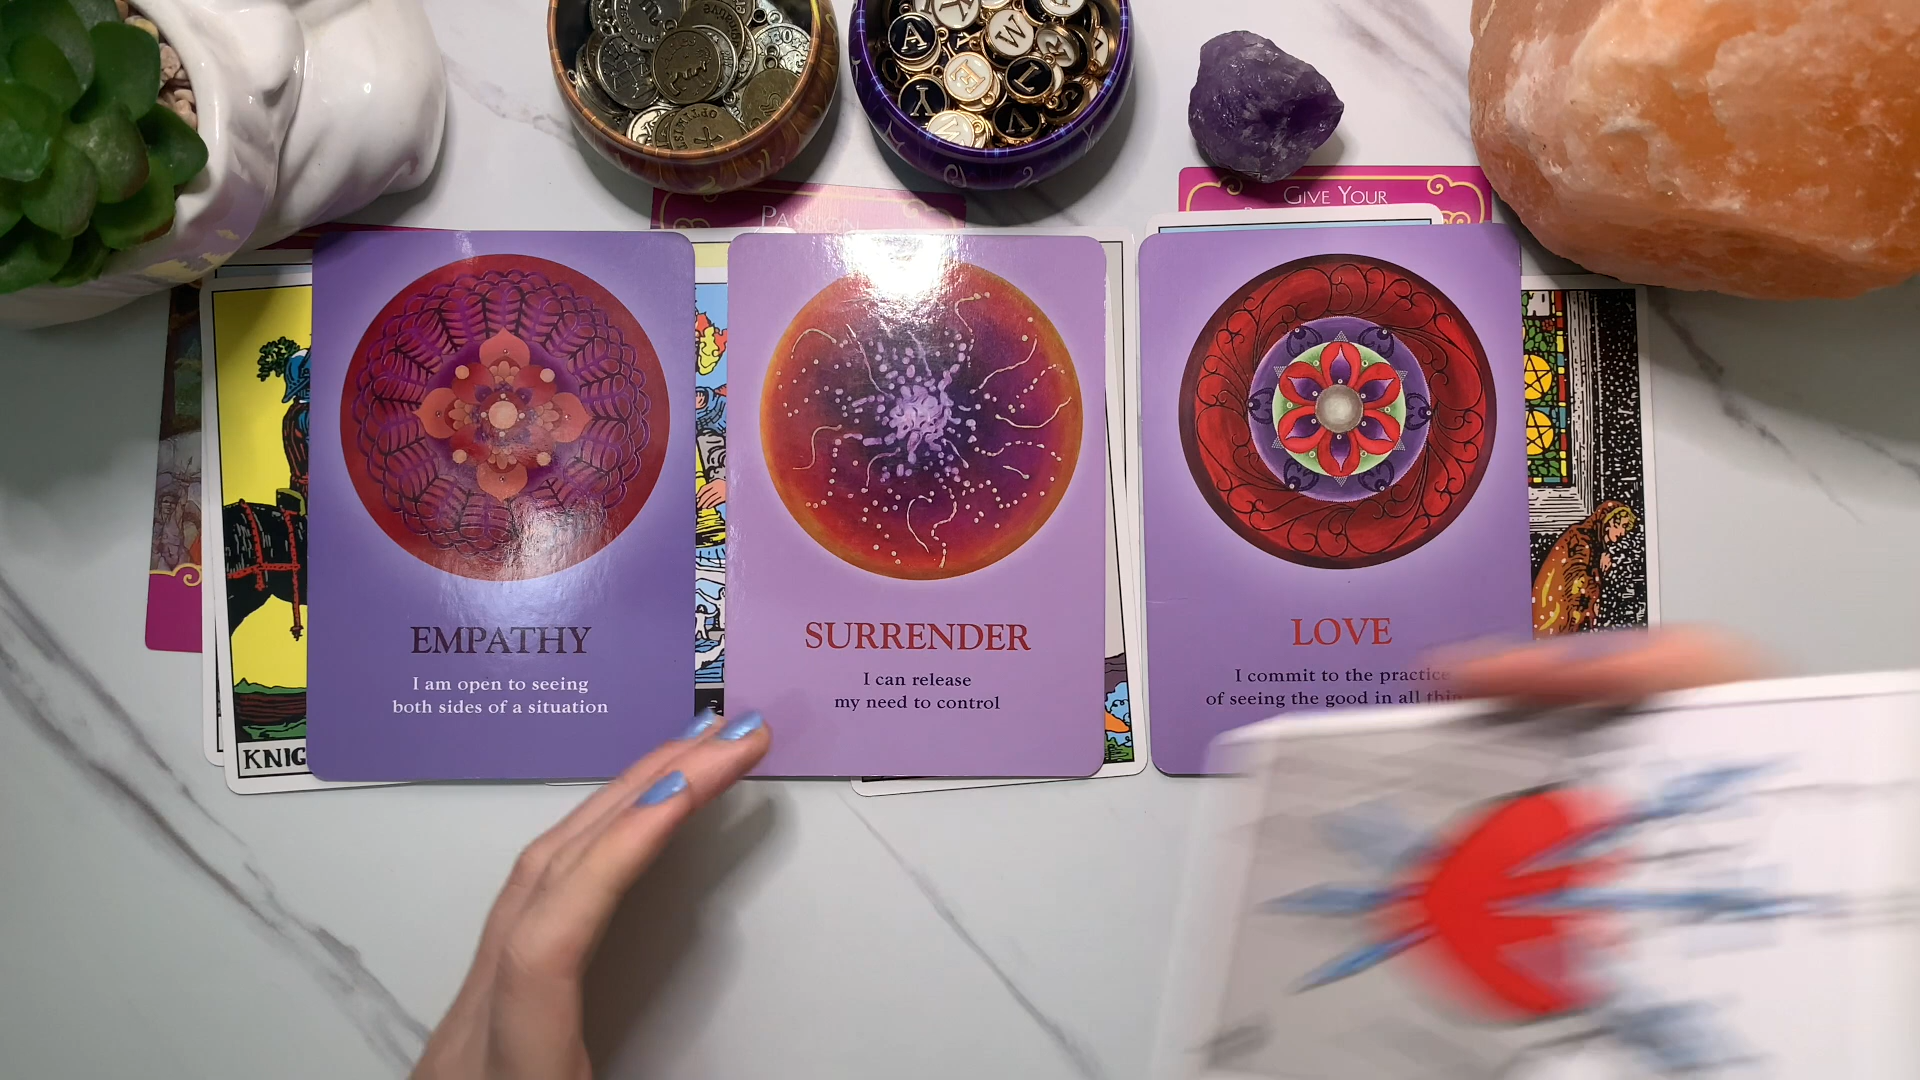 GIVE YOUR
PASSION
EMPATHY
I am open to seeing
both sides of a situation
SURRENDER
I can release
my need to control
LOVE
I commit to the practice
of seeing the good in all
KNIG
A
K
W
R
E
L
Y
V
M